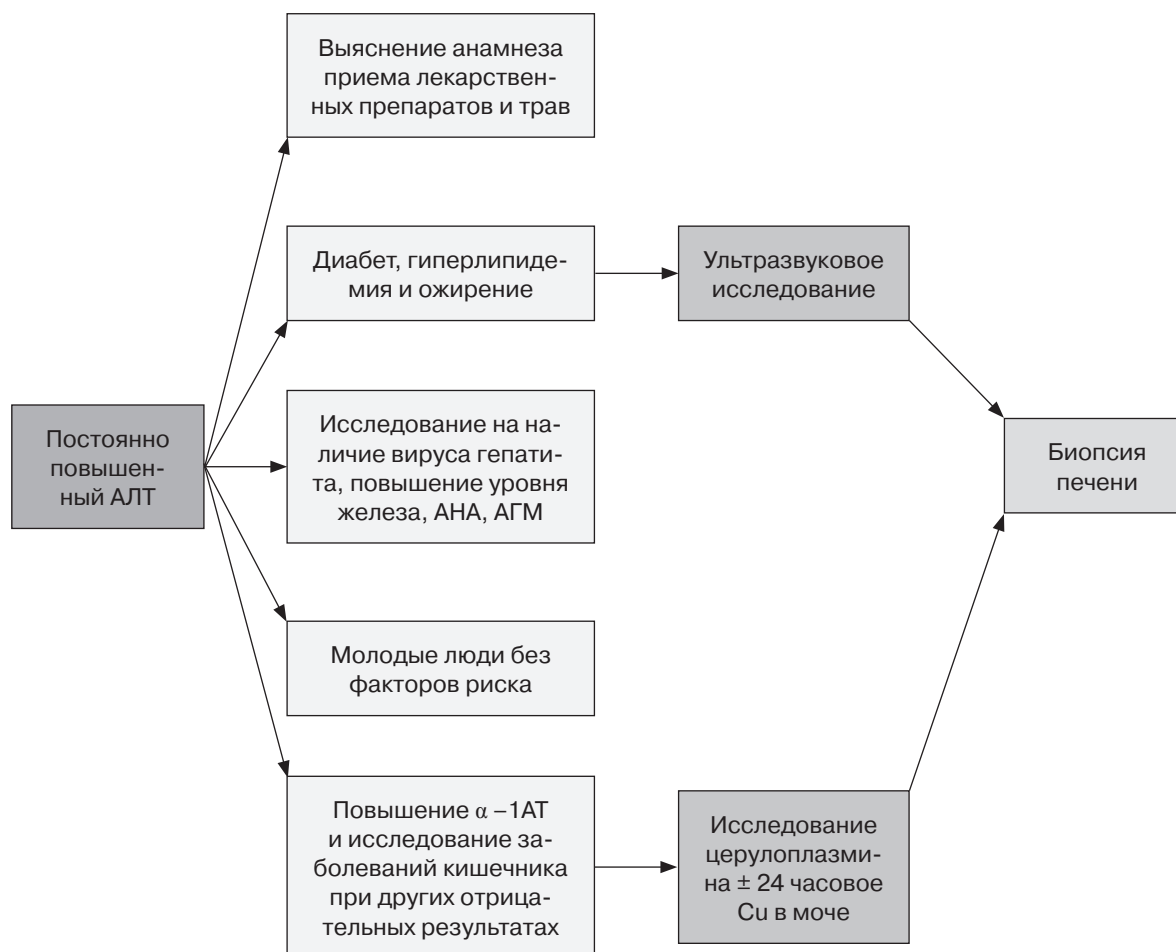 Выяснение анамнеза
приема лекарствен-
ных препаратов и трав
Диабет, гиперлипиде-
мия и ожирение
Ультразвуковое
исследование
Постоянно
повышен-
ный АЛТ
Исследование на на-
личие вируса гепати-
та, повышение уровня
железа, АНА, АГМ
Биопсия
печени
Молодые люди без
факторов риска
Повышение α –1АТ
и исследование за-
болеваний кишечника
при других отрица-
тельных результатах
Исследование
церулоплазми-
на ± 24 часовое
Cu в моче